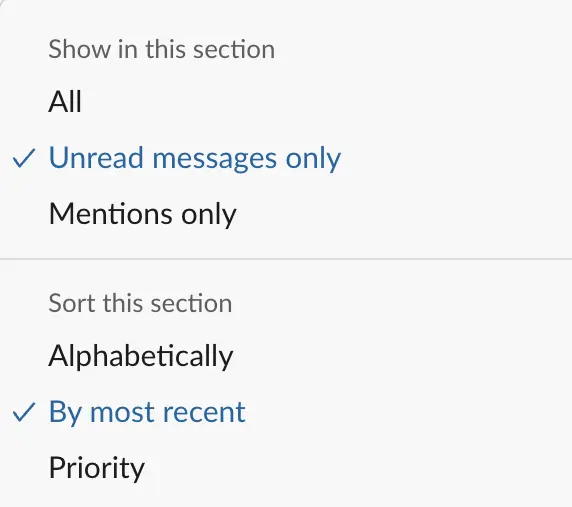 Show in this section
All
Unread messages only
Mentions only
Sort this section
Alphabetically
By most recent
Priority